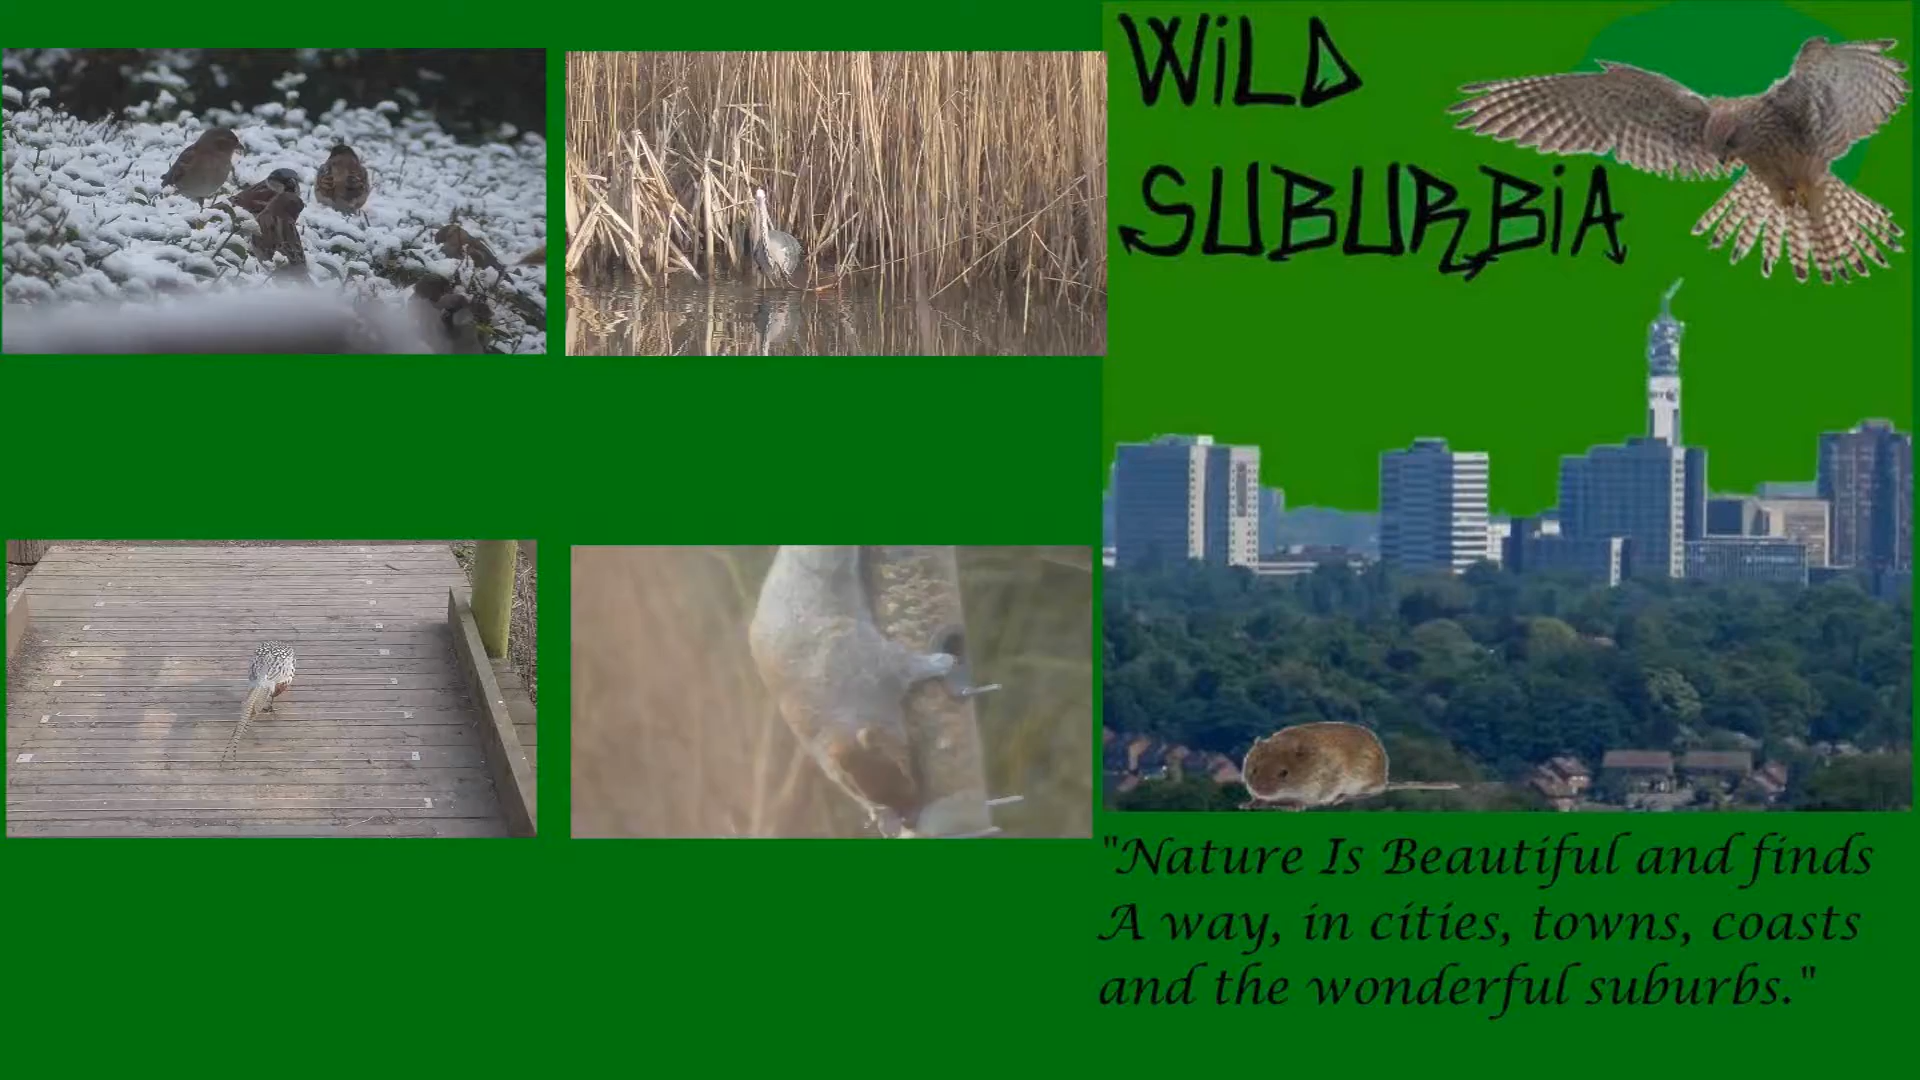 WiLD
SUBURBiA
"Nature Is Beautiful and finds
A way, in cities, towns, coasts
and the wonderful suburbs."